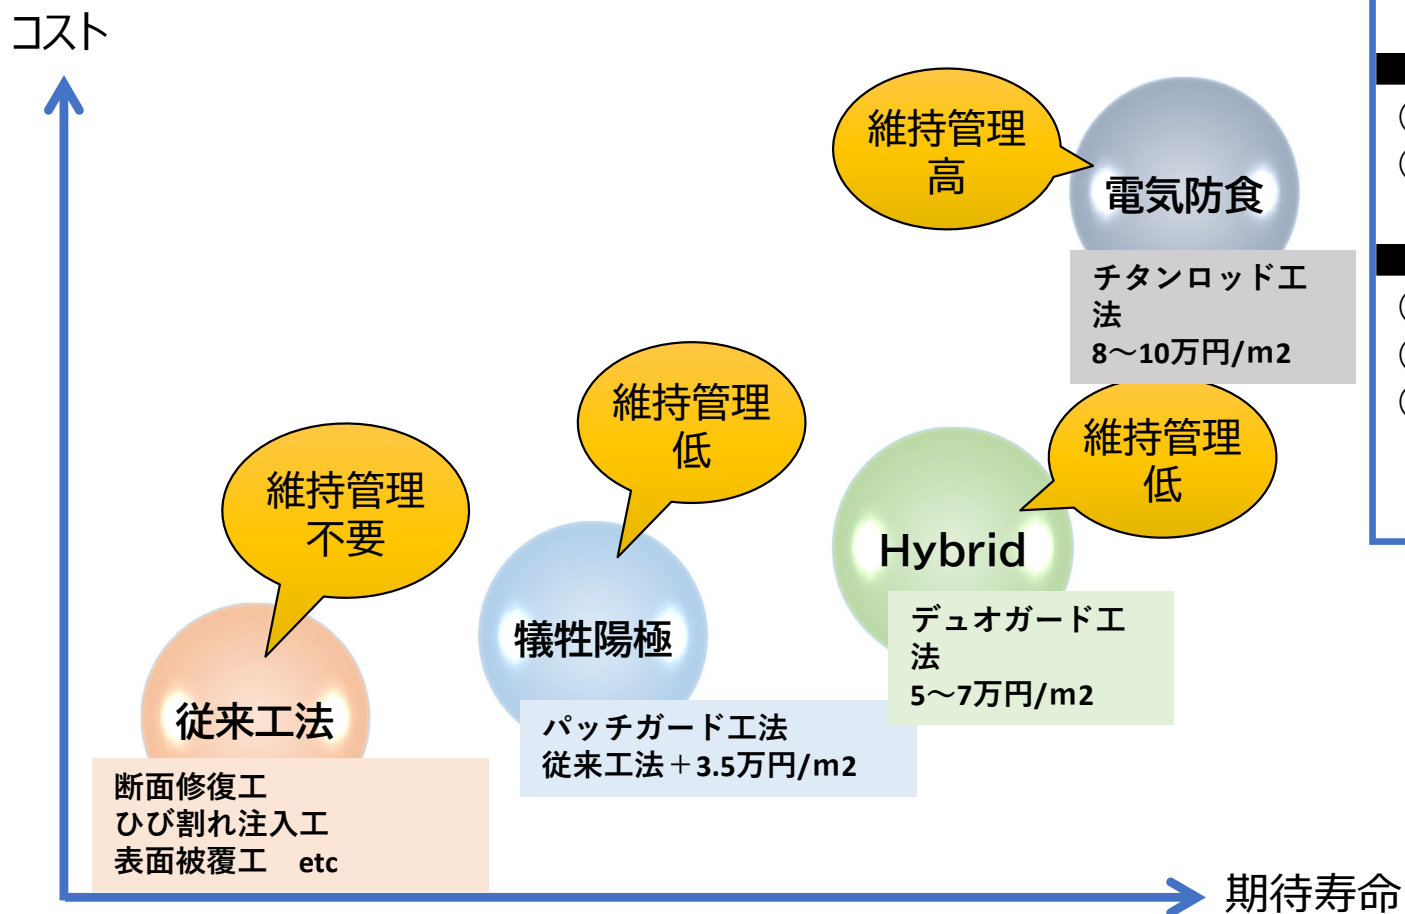 コスト
維持管理
高
電気防食
チタンロッド工
法
8～10万円/m2
維持管理
低
維持管理
低
維持管理
不要
Hybrid
デュオガード工
法
5～7万円/m2
犠牲陽極
パッチガード工法
従来工法＋3.5万円/m2
従来工法
断面修復工
ひび割れ注入工
表面被覆工　etc
期待寿命